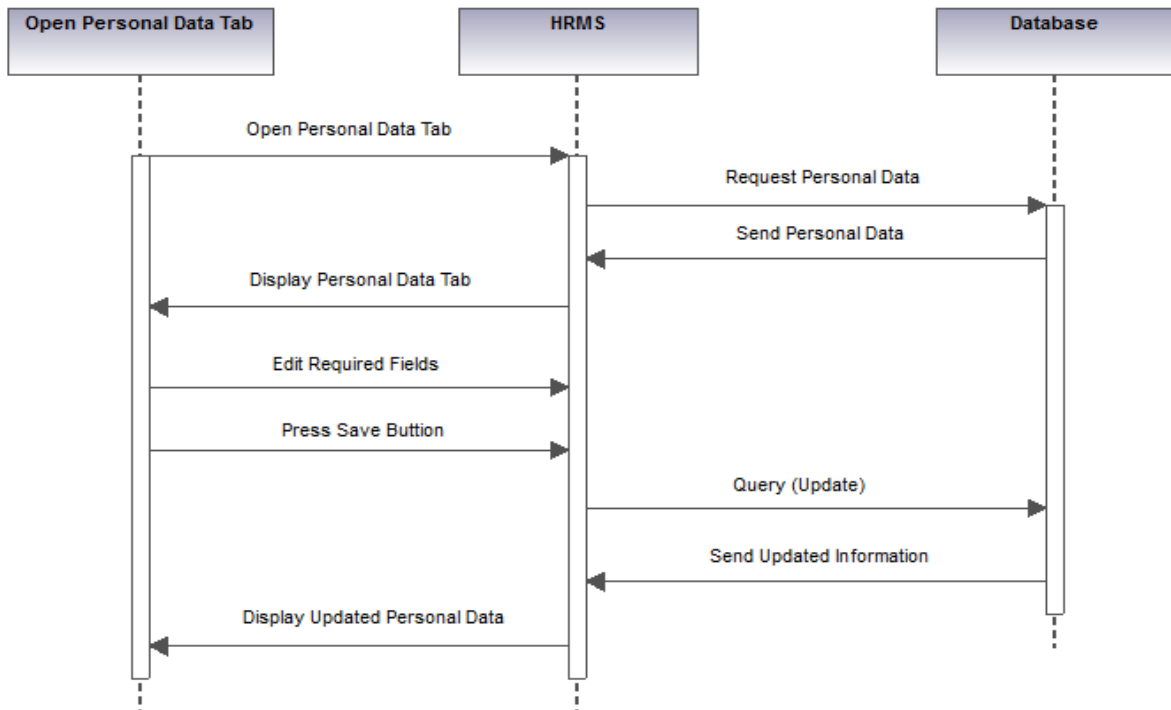 Open Personal Data Tab
HRMS
Database
Open Personal Data Tab
Request Personal Data
Send Personal Data
Display Personal Data Tab
Edit Required Fields
Press Save Buttion
Query (Update)
Send Updated Information
Display Updated Personal Data